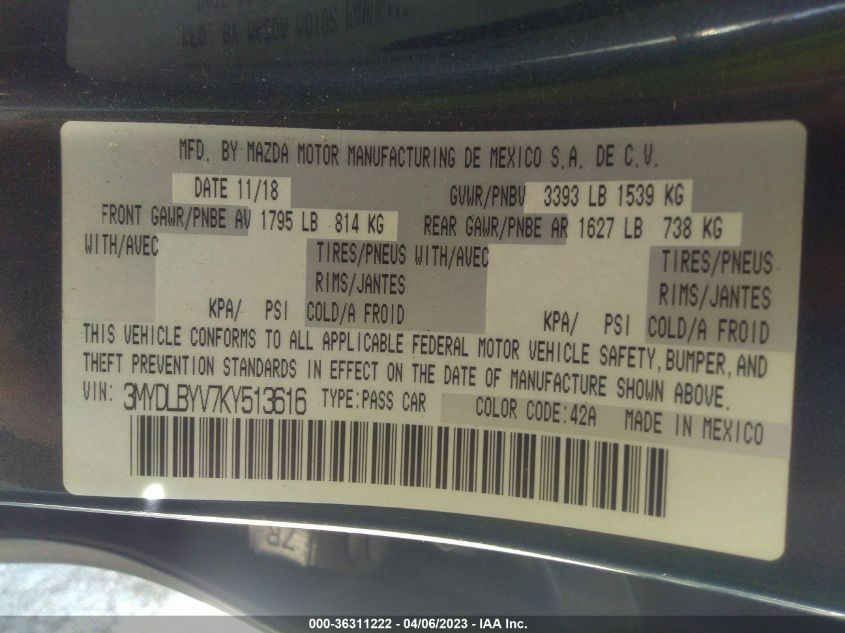 MFD. BY MAZDA MOTOR MANUFACTURING DE MEXICO S.A. DE C.V.
DATE 11/18 GVWR/PNBV 3393 LB 1539 KG
FRONT GAWR/PNBE AV 1795 LB 814 KG REAR GAWR/PNBE AR 1627 LB 738 KG
WITH/AVEC TIRES/PNEUS WITH/AVEC TIRES/PNEUS
RIMS/JANTES RIMS/JANTES
KPA/ PSI COLD/A FROID KPA/ PSI COLD/A FROID
THIS VEHICLE CONFORMS TO ALL APPLICABLE FEDERAL MOTOR VEHICLE SAFETY, BUMPER, AND
THEFT PREVENTION STANDARDS IN EFFECT ON THE DATE OF MANUFACTURE SHOWN ABOVE.
VIN: 3MYDLBYV7KY513616 TYPE:PASS CAR COLOR CODE:42A MADE IN MEXICO
000-36311222 - 04/06/2023 - IAA Inc.